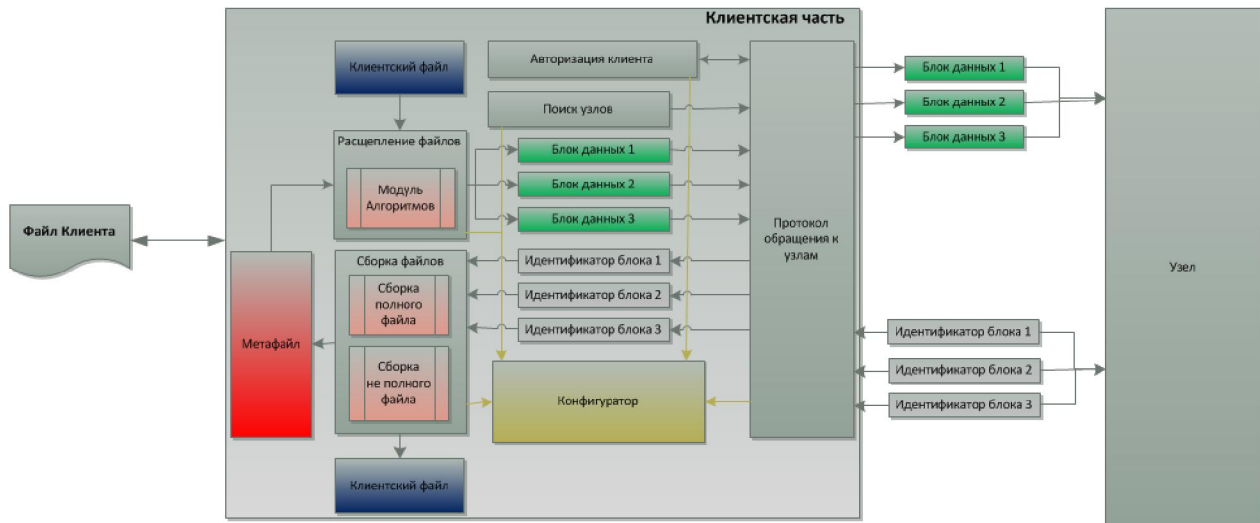 Клиентская часть
Клиентский файл
Авторизация клиента
Поиск узлов
Расщепление файлов
Модуль
Алгоритмов
Блок данных 1
Блок данных 2
Блок данных 3
Блок данных 1
Блок данных 2
Блок данных 3
Файл Клиента
Протокол
обращения к
узлам
Узел
Сборка файлов
Сборка
полного
файла
Сборка
не полного
файла
Идентификатор блока 1
Идентификатор блока 2
Идентификатор блока 3
Метафайл
Конфигуратор
Идентификатор блока 1
Идентификатор блока 2
Идентификатор блока 3
Клиентский файл